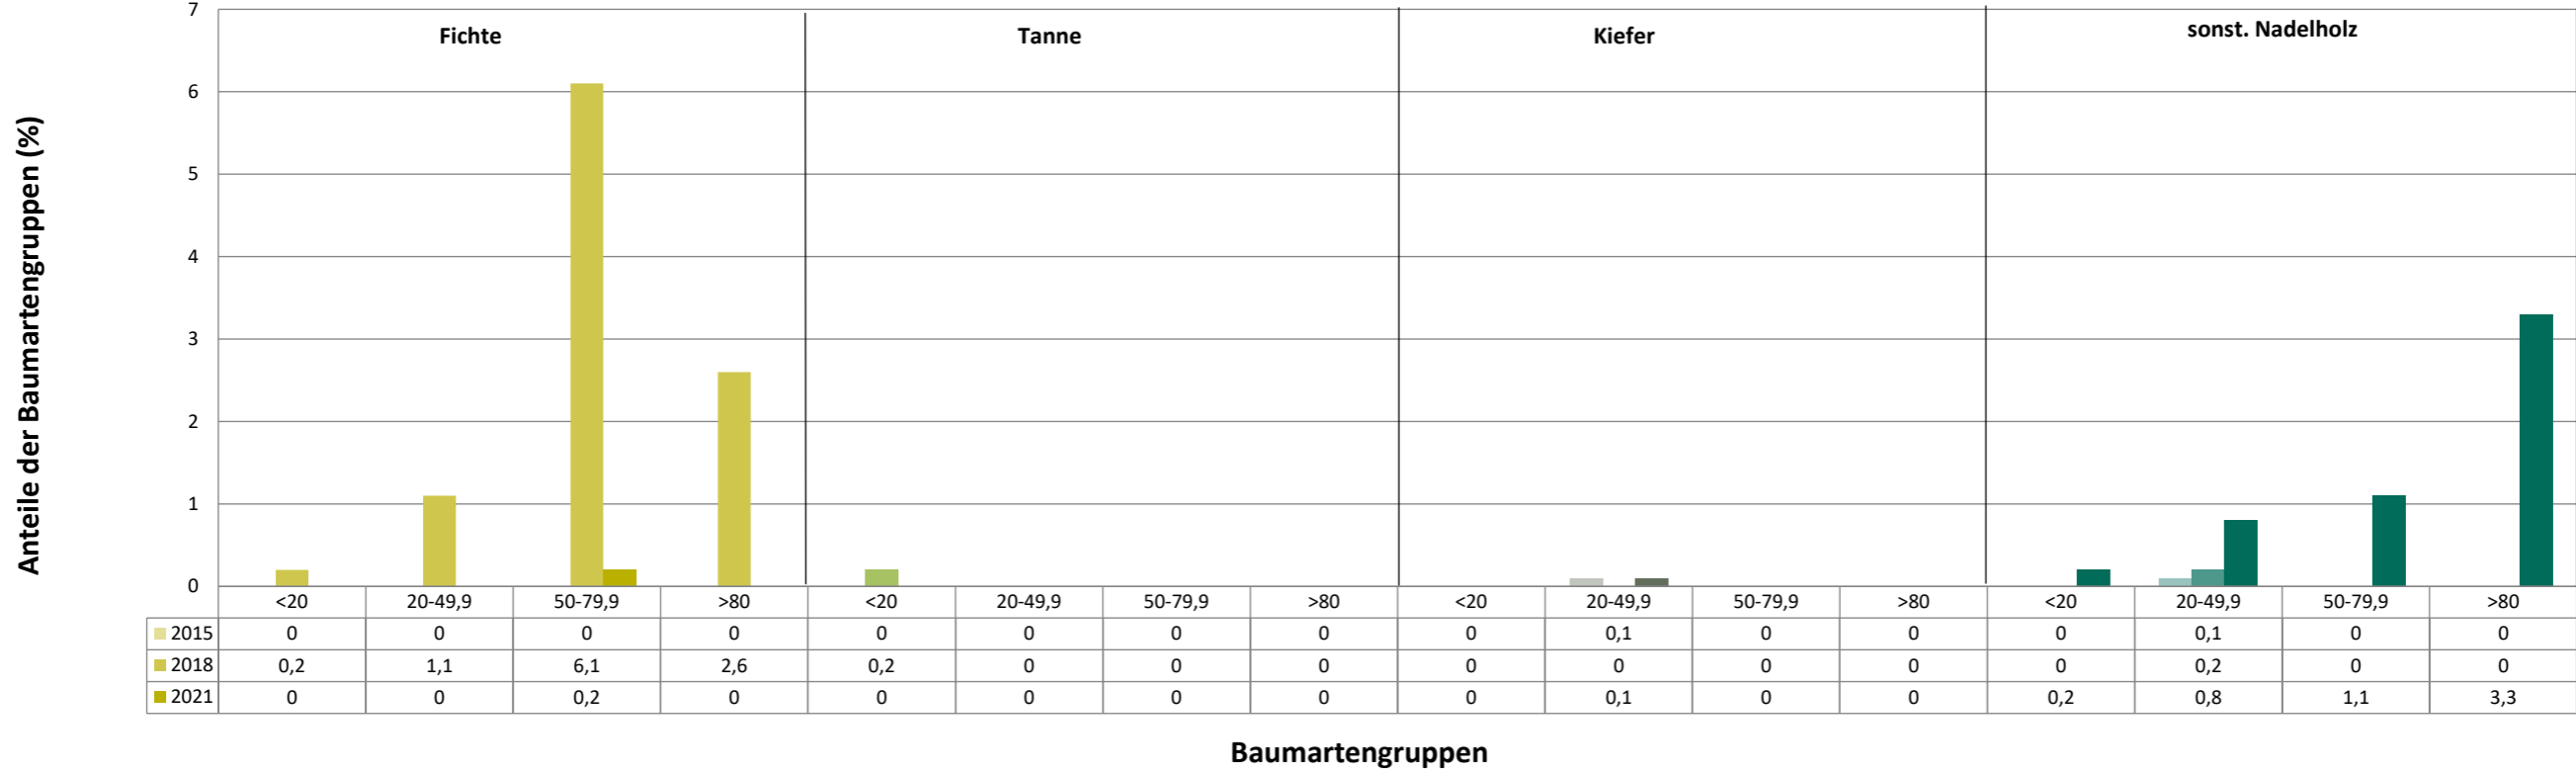 Anteile der Baumartengruppen (%)
7
6
5
4
3
2
1
0
Fichte Tanne Kiefer sonst. Nadelholz
<20 20-49,9 50-79,9 >80 <20 20-49,9 50-79,9 >80 <20 20-49,9 50-79,9 >80 <20 20-49,9 50-79,9 >80
2015 0 0 0 0 0 0 0 0 0 0,1 0 0 0 0,1 0 0
2018 0,2 1,1 6,1 2,6 0,2 0 0 0 0 0 0 0 0 0,2 0 0
2021 0 0 0,2 0 0 0 0 0 0 0,1 0 0 0,2 0,8 1,1 3,3
Baumartengruppen